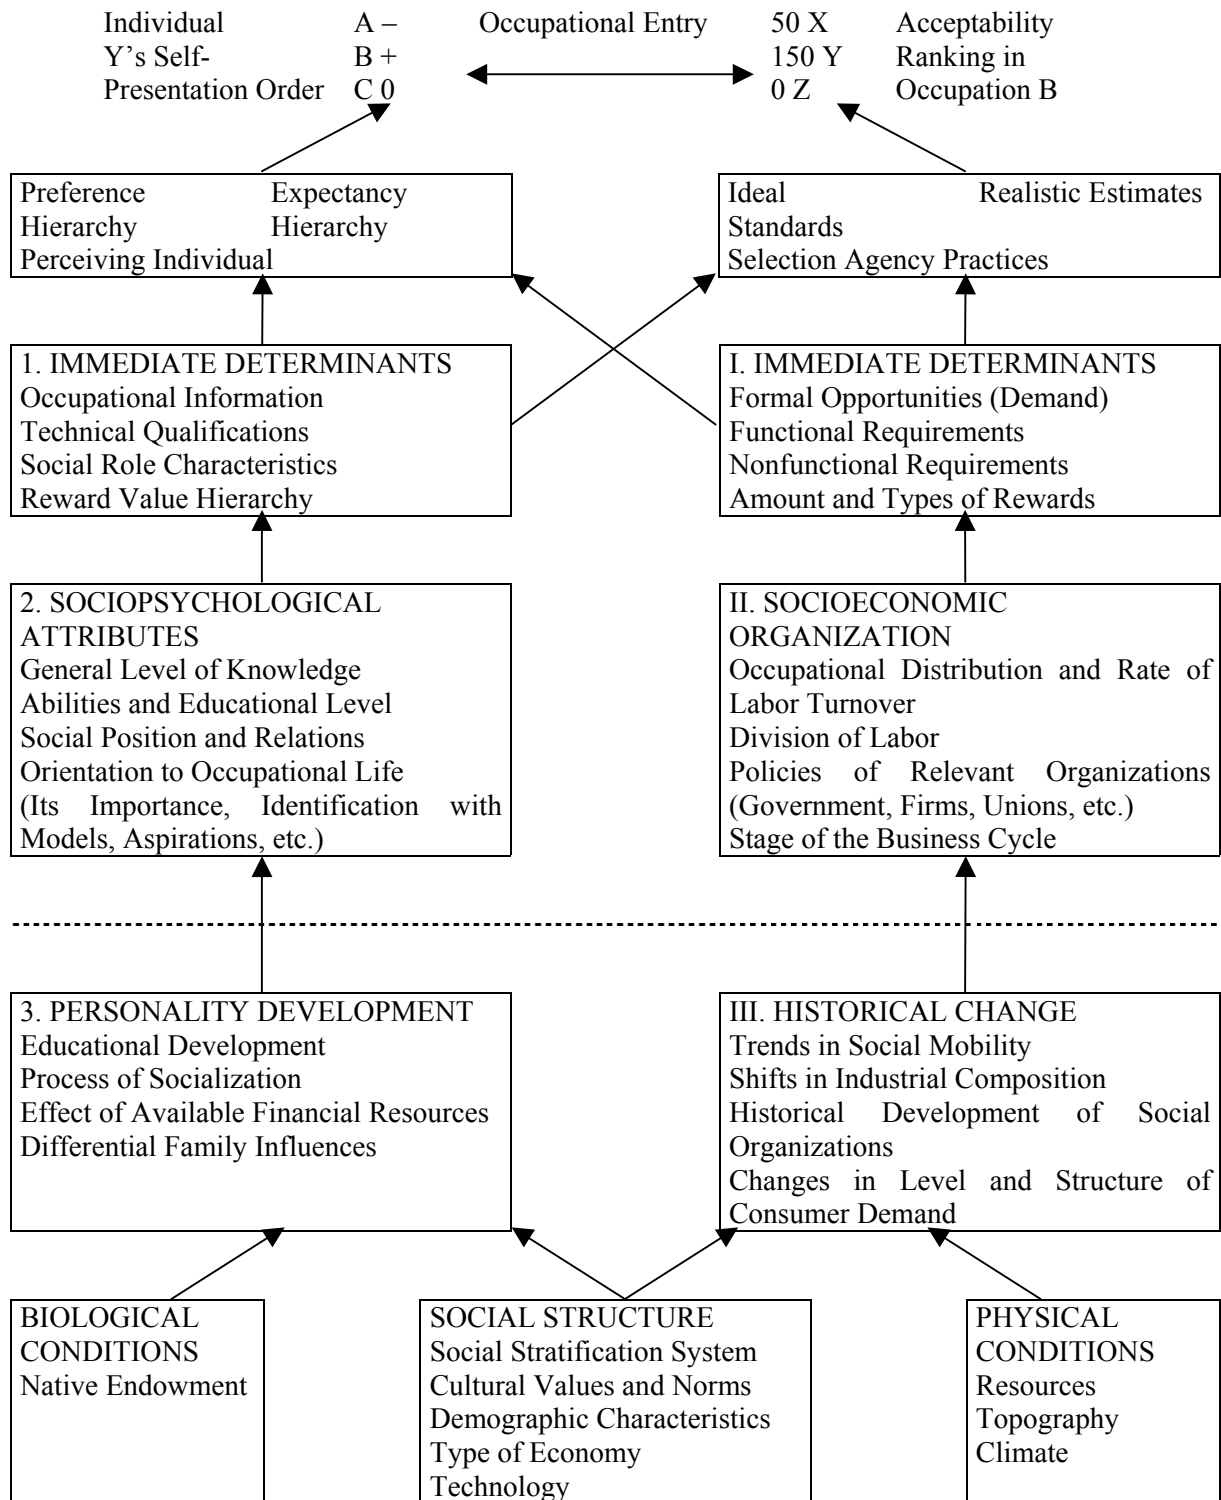 Individual A – Occupational Entry 50 X Acceptability
Y’s Self- B + 150 Y Ranking in
Presentation Order C 0 0 Z Occupation B
Preference Expectancy
Hierarchy Hierarchy
Perceiving Individual
Ideal Realistic Estimates
Standards
Selection Agency Practices
1. IMMEDIATE DETERMINANTS
Occupational Information
Technical Qualifications
Social Role Characteristics
Reward Value Hierarchy
I. IMMEDIATE DETERMINANTS
Formal Opportunities (Demand)
Functional Requirements
Nonfunctional Requirements
Amount and Types of Rewards
2. SOCIOPSYCHOLOGICAL
ATTRIBUTES
General Level of Knowledge
Abilities and Educational Level
Social Position and Relations
Orientation to Occupational Life
(Its Importance, Identification with
Models, Aspirations, etc.)
II. SOCIOECONOMIC
ORGANIZATION
Occupational Distribution and Rate of
Labor Turnover
Division of Labor
Policies of Relevant Organizations
(Government, Firms, Unions, etc.)
Stage of the Business Cycle
3. PERSONALITY DEVELOPMENT
Educational Development
Process of Socialization
Effect of Available Financial Resources
Differential Family Influences
III. HISTORICAL CHANGE
Trends in Social Mobility
Shifts in Industrial Composition
Historical Development of Social
Organizations
Changes in Level and Structure of
Consumer Demand
BIOLOGICAL
CONDITIONS
Native Endowment
SOCIAL STRUCTURE
Social Stratification System
Cultural Values and Norms
Demographic Characteristics
Type of Economy
Technology
PHYSICAL
CONDITIONS
Resources
Topography
Climate